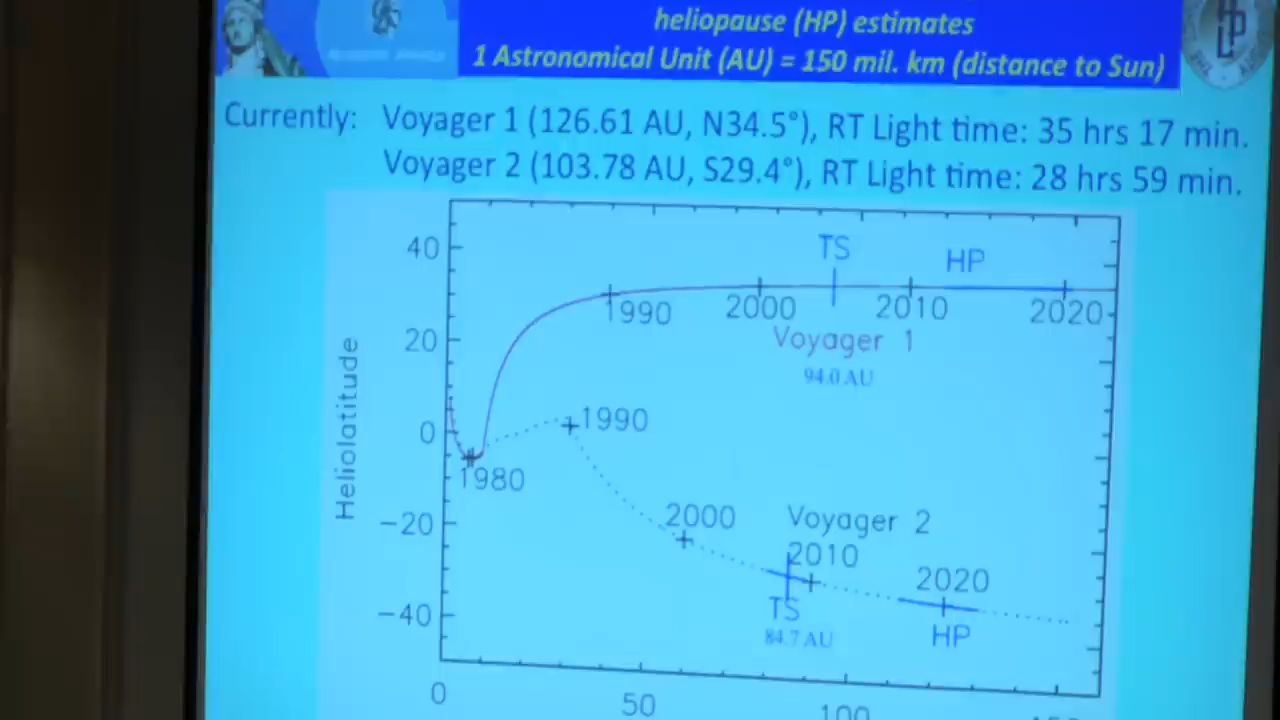 heliopause (HP) estimates
1 Astronomical Unit (AU) = 150 mil. km (distance to Sun)
Currently: Voyager 1 (126.61 AU, N34.5°), RT Light time: 35 hrs 17 min.
Voyager 2 (103.78 AU, S29.4°), RT Light time: 28 hrs 59 min.
40
TS
HP
1990
2000
2010
2020
20
Voyager 1
94.0 AU
Heliolatitude
0
1990
1980
-20
2000
Voyager 2
2010
2020
-40
TS
HP
84.7 AU
0
50
100